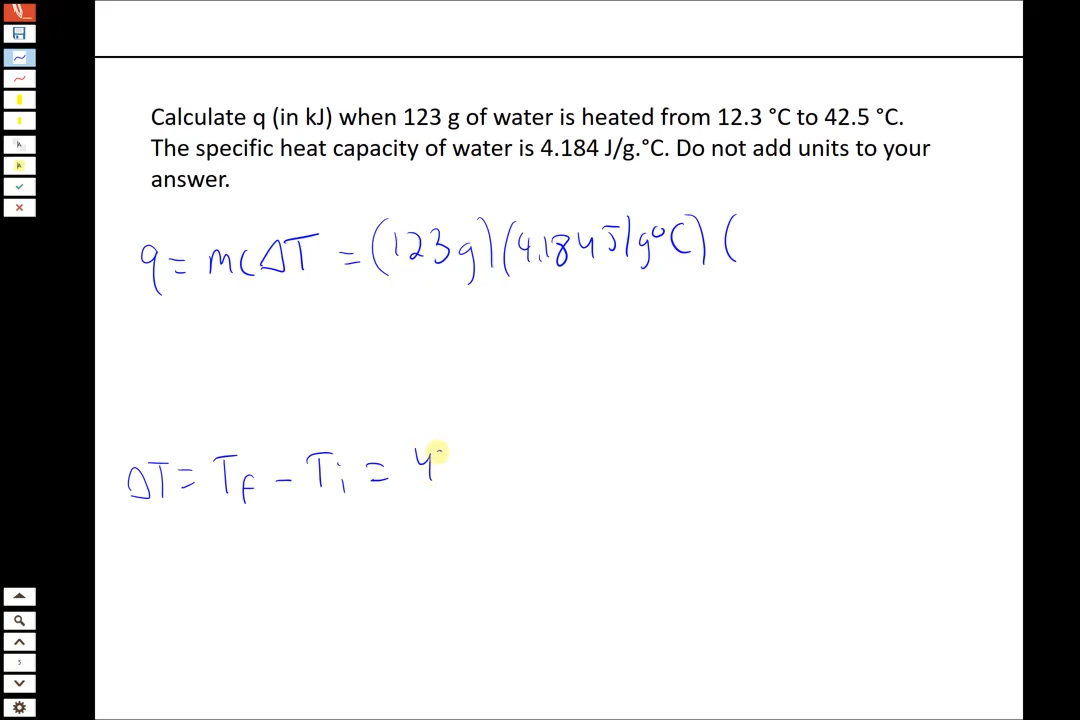 Calculate q (in kJ) when 123 g of water is heated from 12.3 °C to 42.5 °C.
The specific heat capacity of water is 4.184 J/g.°C. Do not add units to your
answer.
q = mcΔT = (123g)(4.184J/g°C)(
ΔT = Tf - Ti = 4